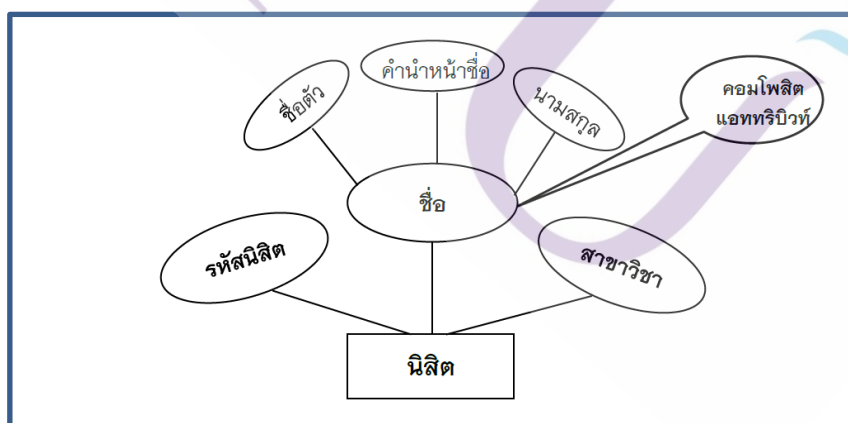 คำนำหน้าชื่อ
ชื่อตัว
นามสกุล
คอมโพสิต
แอททริบิวท์
ชื่อ
รหัสนิสิต
สาขาวิชา
นิสิต